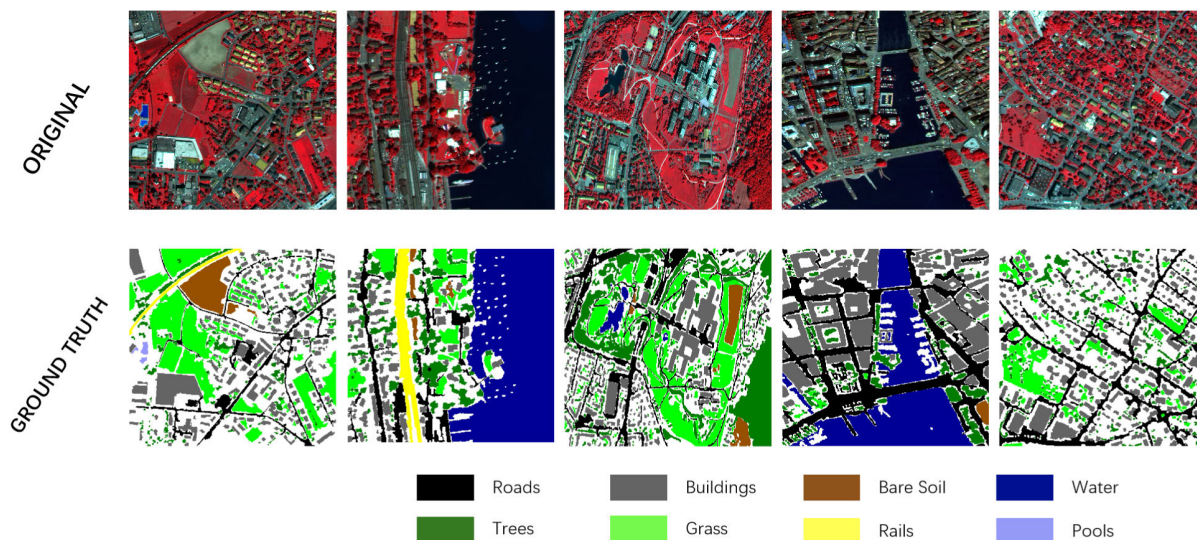 ORIGINAL
GROUND TRUTH
Roads Buildings Bare Soil Water
Trees Grass Rails Pools